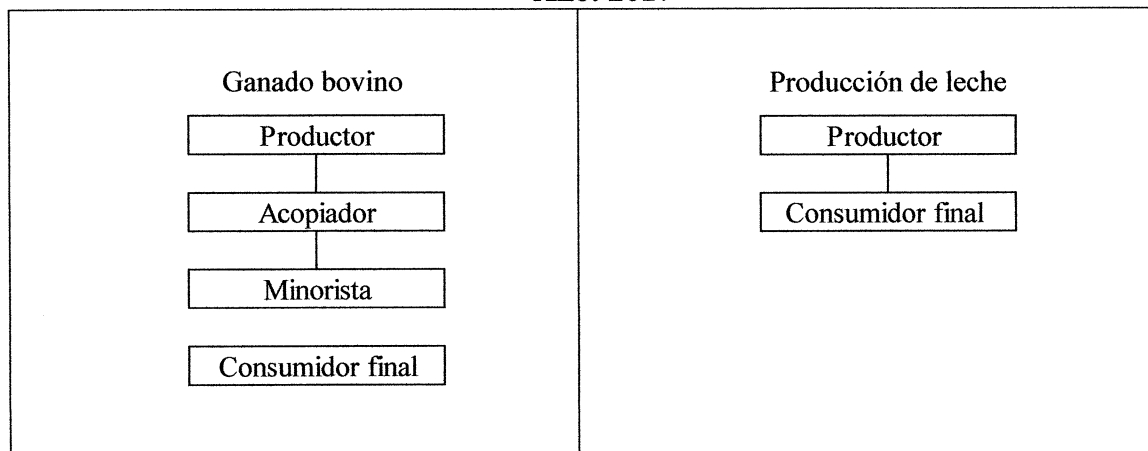 Ganado bovino
Productor
Acopiador
Minorista
Consumidor final
Producción de leche
Productor
Consumidor final